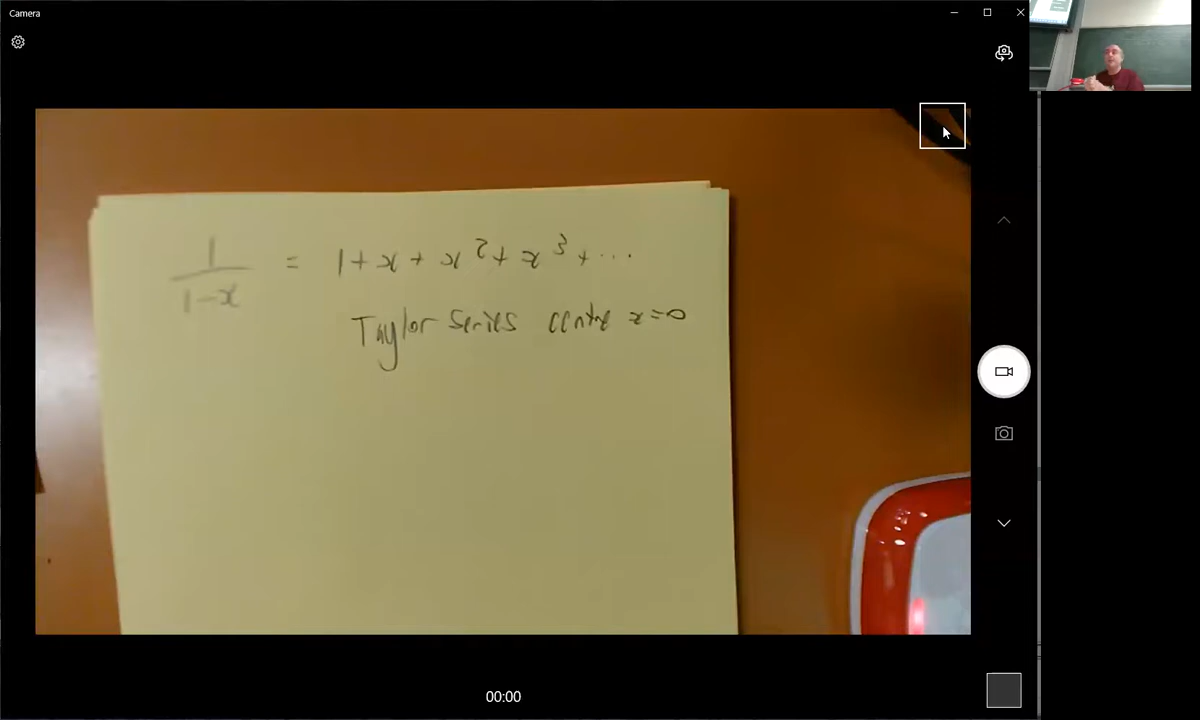 Camera
1/(1-x) = 1 + x + x² + x³ + ...
Taylor series centre x=0
00:00